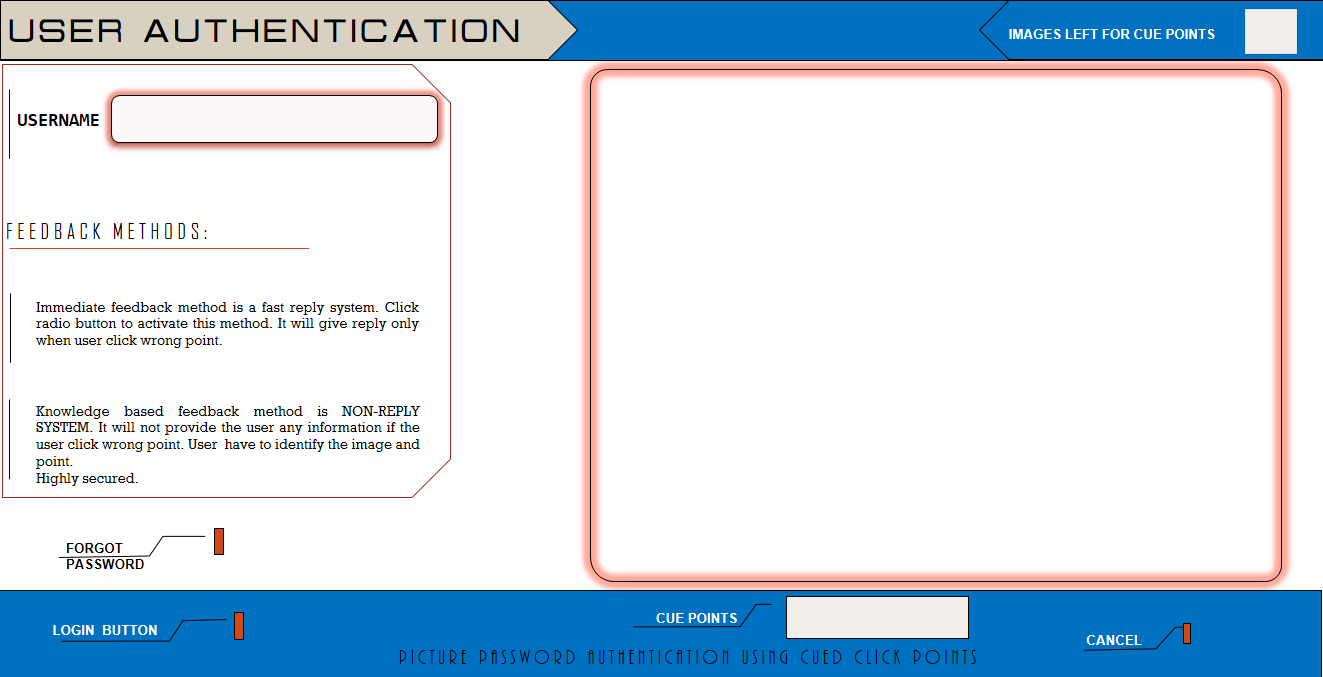 USER AUTHENTICATION
IMAGES LEFT FOR CUE POINTS
USERNAME
FEEDBACK METHODS:
Immediate feedback method is a fast reply system. Click
radio button to activate this method. It will give reply only
when user click wrong point.
Knowledge based feedback method is NON-REPLY
SYSTEM. It will not provide the user any information if the
user click wrong point. User have to identify the image and
point.
Highly secured.
FORGOT
PASSWORD
LOGIN BUTTON
CUE POINTS
CANCEL
PICTURE PASSWORD AUTHENTICATION USING CUED CLICK POINTS